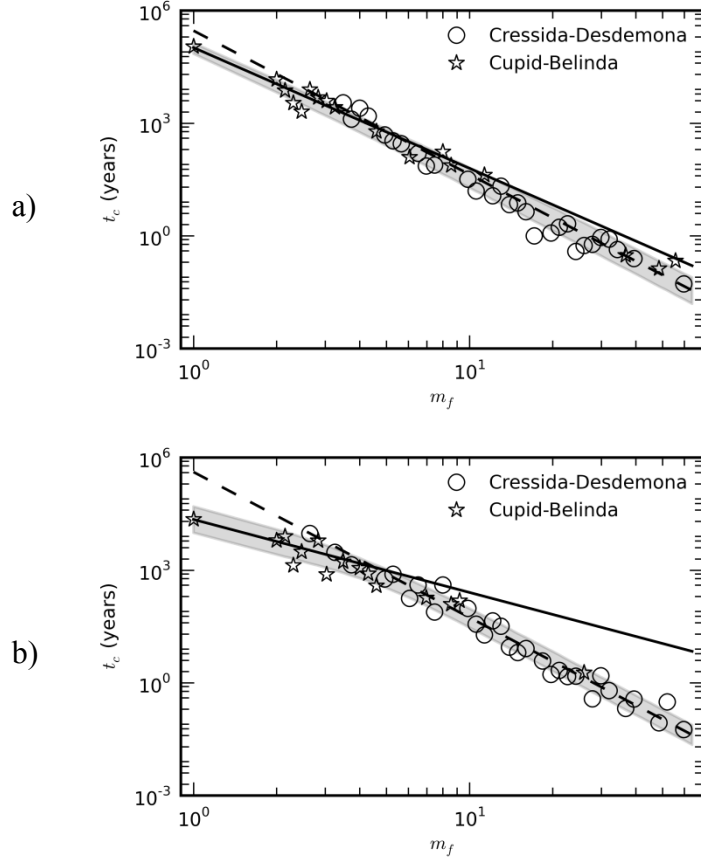 a)
10^6
10^3
10^0
10^-3
t_c (years)
Cressida-Desdemona
Cupid-Belinda
10^0
10^1
m_f
b)
10^6
10^3
10^0
10^-3
t_c (years)
Cressida-Desdemona
Cupid-Belinda
10^0
10^1
m_f